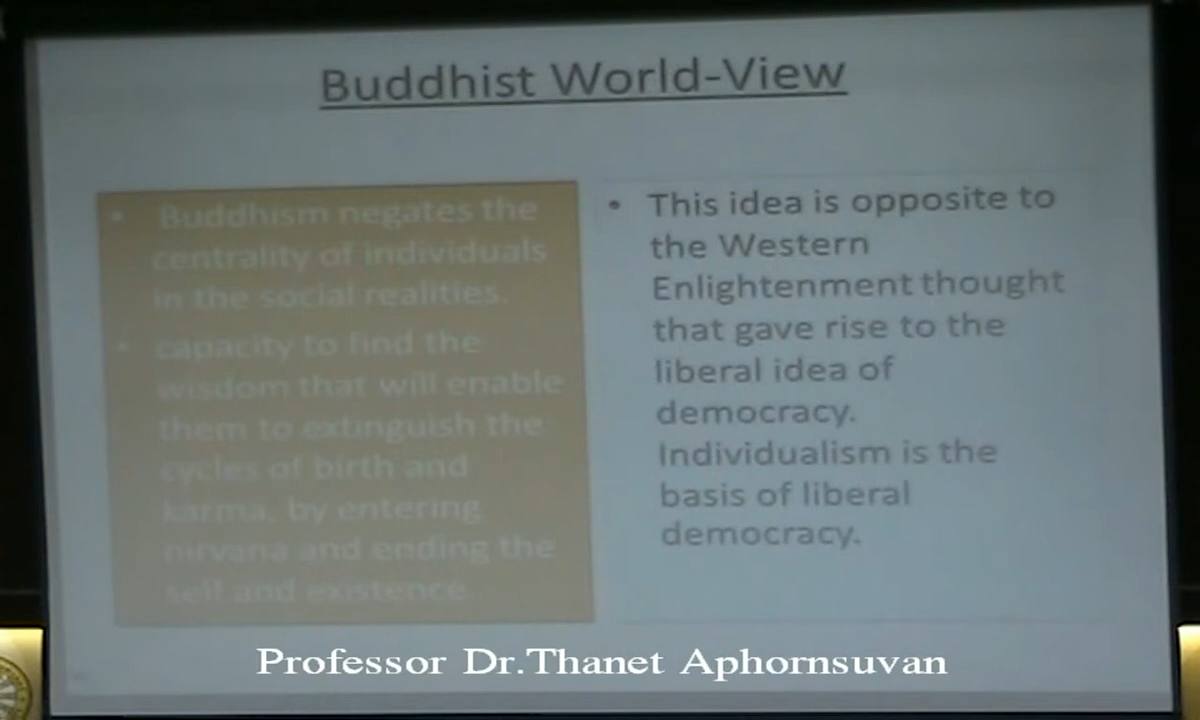 Buddhist World-View
• Buddhism negates the
centrality of individuals
in the social realities.
• capacity to find the
wisdom that will enable
them to extinguish the
cycles of birth and
karma, by entering
nirvana and ending the
self and existence.
• This idea is opposite to
the Western
Enlightenment thought
that gave rise to the
liberal idea of
democracy.
Individualism is the
basis of liberal
democracy.
Professor Dr.Thanet Aphornsuvan